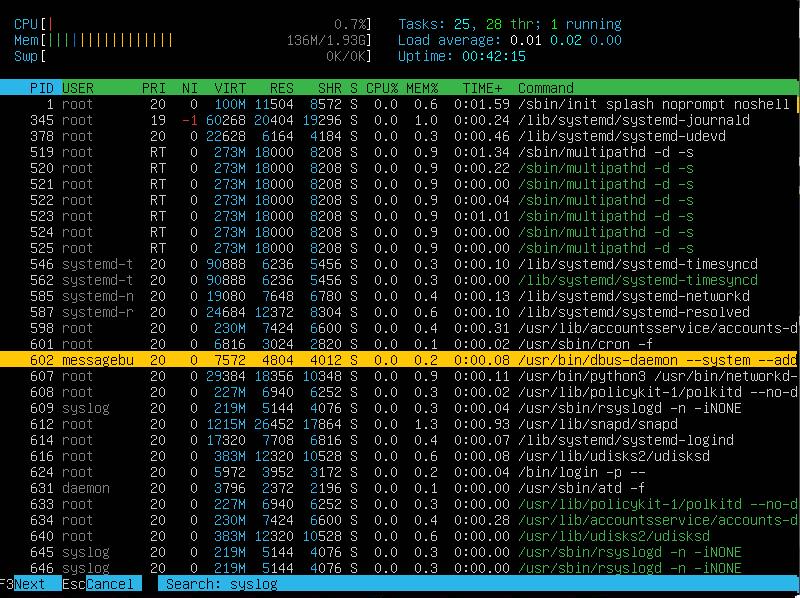 CPU[| 0.7%] Tasks: 25, 28 thr; 1 running
Mem[|||||||||||||||| 136M/1.93G] Load average: 0.01 0.02 0.00
Swp[ 0K/0K] Uptime: 00:42:15
PID USER PRI NI VIRT RES SHR S CPU% MEM% TIME+ Command
1 root 20 0 100M 11504 8572 S 0.0 0.6 0:01.59 /sbin/init splash noprompt noshell
345 root 19 -1 60268 20404 19296 S 0.0 1.0 0:00.24 /lib/systemd/systemd-journald
378 root 20 0 22628 6164 4184 S 0.0 0.3 0:00.46 /lib/systemd/systemd-udevd
519 root RT 0 273M 18000 8208 S 0.0 0.9 0:01.34 /sbin/multipathd -d -s
520 root RT 0 273M 18000 8208 S 0.0 0.9 0:00.22 /sbin/multipathd -d -s
521 root RT 0 273M 18000 8208 S 0.0 0.9 0:00.00 /sbin/multipathd -d -s
522 root RT 0 273M 18000 8208 S 0.0 0.9 0:00.04 /sbin/multipathd -d -s
523 root RT 0 273M 18000 8208 S 0.0 0.9 0:01.01 /sbin/multipathd -d -s
524 root RT 0 273M 18000 8208 S 0.0 0.9 0:00.00 /sbin/multipathd -d -s
525 root RT 0 273M 18000 8208 S 0.0 0.9 0:00.00 /sbin/multipathd -d -s
546 systemd-t 20 0 90888 6236 5456 S 0.0 0.3 0:00.10 /lib/systemd/systemd-timesyncd
562 systemd-t 20 0 90888 6236 5456 S 0.0 0.3 0:00.00 /lib/systemd/systemd-timesyncd
585 systemd-n 20 0 19080 7648 6780 S 0.0 0.4 0:00.13 /lib/systemd/systemd-networkd
587 systemd-r 20 0 24684 12372 8304 S 0.0 0.6 0:00.10 /lib/systemd/systemd-resolved
598 root 20 0 230M 7424 6600 S 0.0 0.4 0:00.31 /usr/lib/accountsservice/accounts-d
601 root 20 0 6816 3024 2820 S 0.0 0.1 0:00.02 /usr/sbin/cron -f
602 messagebu 20 0 7572 4804 4012 S 0.0 0.2 0:00.08 /usr/bin/dbus-daemon --system --add
607 root 20 0 29384 18356 10348 S 0.0 0.9 0:00.11 /usr/bin/python3 /usr/bin/networkd-
608 root 20 0 227M 6940 6252 S 0.0 0.3 0:00.02 /usr/lib/policykit-1/polkitd --no-d
609 syslog 20 0 219M 5144 4076 S 0.0 0.3 0:00.04 /usr/sbin/rsyslogd -n -iNONE
612 root 20 0 1215M 26452 17864 S 0.0 1.3 0:00.93 /usr/lib/snapd/snapd
614 root 20 0 17320 7708 6816 S 0.0 0.4 0:00.07 /lib/systemd/systemd-logind
616 root 20 0 383M 12320 10528 S 0.0 0.6 0:00.08 /usr/lib/udisks2/udisksd
624 root 20 0 5972 3952 3172 S 0.0 0.2 0:00.04 /bin/login -p --
631 daemon 20 0 3796 2372 2196 S 0.0 0.1 0:00.00 /usr/sbin/atd -f
633 root 20 0 227M 6940 6252 S 0.0 0.3 0:00.00 /usr/lib/policykit-1/polkitd --no-d
634 root 20 0 230M 7424 6600 S 0.0 0.4 0:00.28 /usr/lib/accountsservice/accounts-d
640 root 20 0 383M 12320 10528 S 0.0 0.6 0:00.00 /usr/lib/udisks2/udisksd
645 syslog 20 0 219M 5144 4076 S 0.0 0.3 0:00.00 /usr/sbin/rsyslogd -n -iNONE
646 syslog 20 0 219M 5144 4076 S 0.0 0.3 0:00.00 /usr/sbin/rsyslogd -n -iNONE
F3Next EscCancel Search: syslog